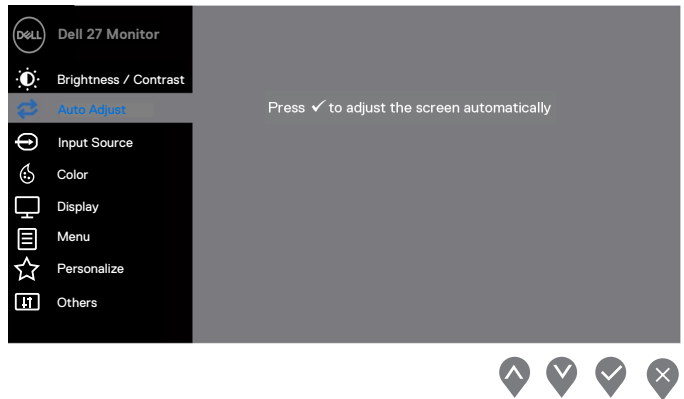 DELL
Dell 27 Monitor
Brightness / Contrast
Auto Adjust
Press ✓ to adjust the screen automatically
Input Source
Color
Display
Menu
Personalize
Others